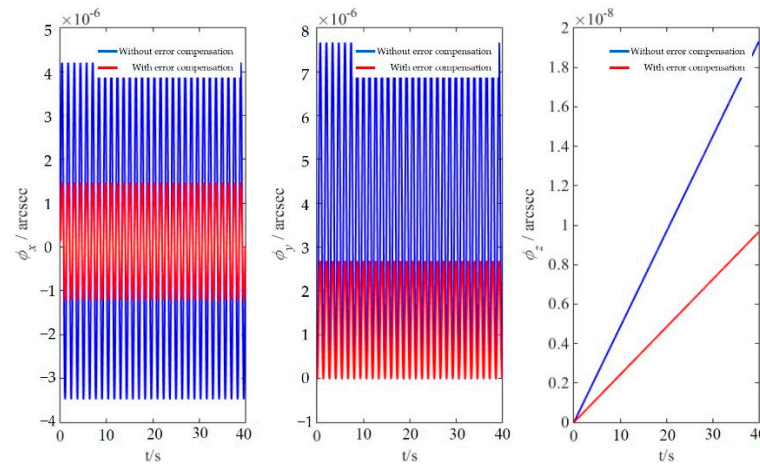 ×10⁻⁶
5
4
3
2
1
0
−1
−2
−3
−4
ϕx / arcsec
Without error compensation
With error compensation
0 10 20 30 40
t/s
×10⁻⁶
8
7
6
5
4
3
2
1
0
−1
ϕy / arcsec
Without error compensation
With error compensation
0 10 20 30 40
t/s
×10⁻⁸
2
1.8
1.6
1.4
1.2
1
0.8
0.6
0.4
0.2
0
ϕz / arcsec
Without error compensation
With error compensation
0 10 20 30 40
t/s